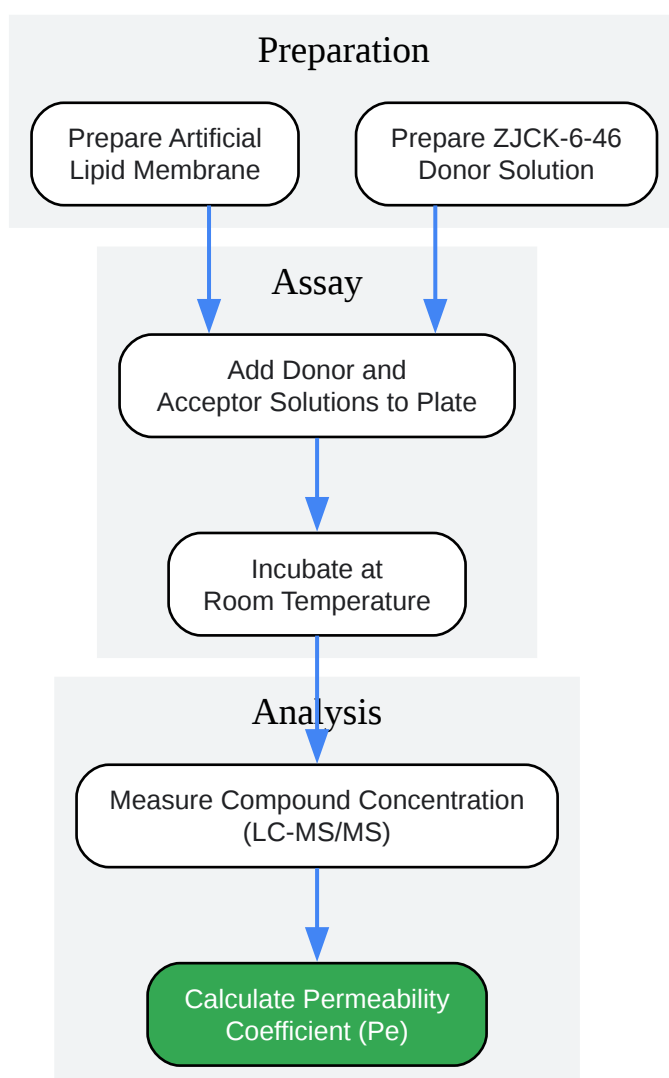 Preparation
Prepare Artificial
Lipid Membrane
Prepare ZJCK-6-46
Donor Solution
Assay
Add Donor and
Acceptor Solutions to Plate
Incubate at
Room Temperature
Analysis
Measure Compound Concentration
(LC-MS/MS)
Calculate Permeability
Coefficient (Pe)